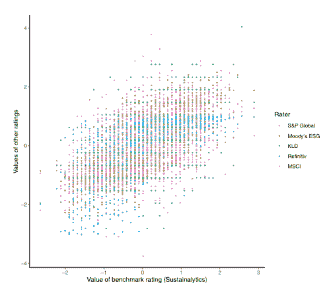 4
2
0
−2
−4
Values of other ratings
−2 −1 0 1 2 3
Value of benchmark rating (Sustainalytics)
Rater
S&P Global
Moody's ESG
KLD
Refinitiv
MSCI